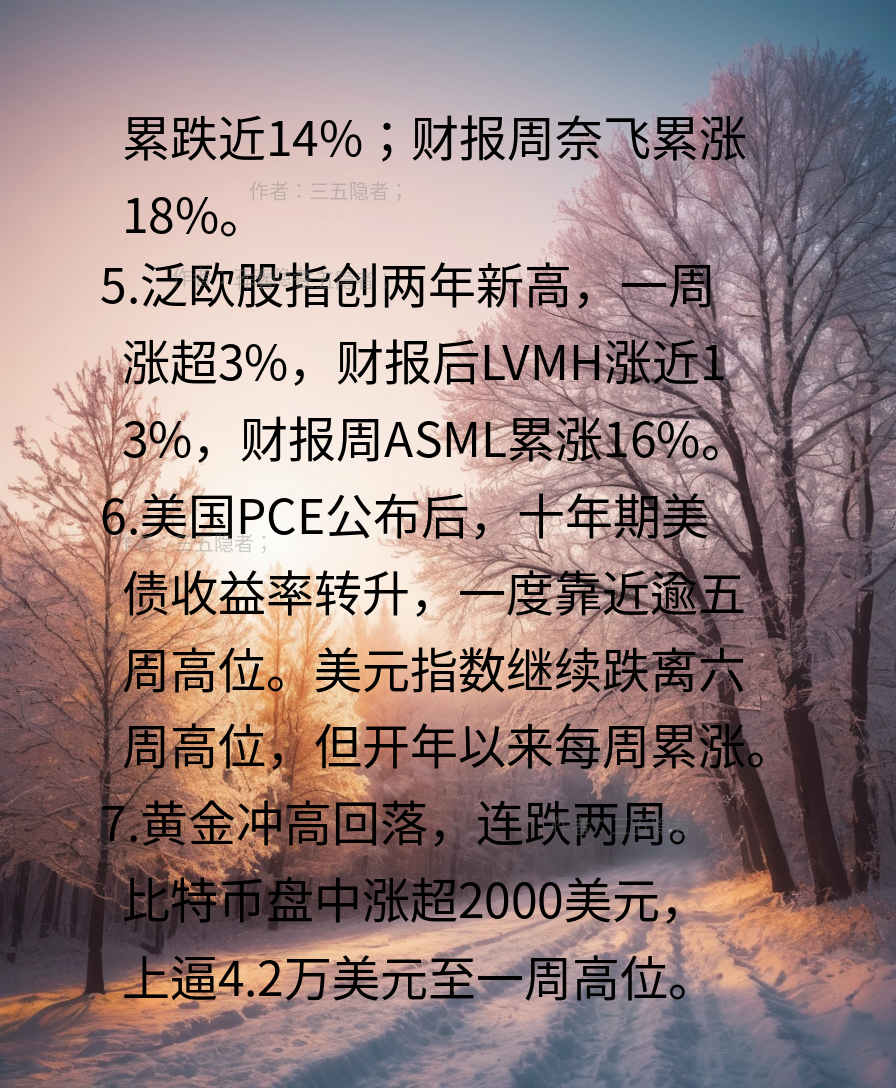 累跌近14%；财报周奈飞累涨
作者：三五隐者；
18%。
5.泛欧股指创两年新高，一周
涨超3%，财报后LVMH涨近1
3%，财报周ASML累涨16%。
6.美国PCE公布后，十年期美
三五隐者；
债收益率转升，一度靠近逾五
周高位。美元指数继续跌离六
周高位，但开年以来每周累涨。
7.黄金冲高回落，连跌两周。
比特币盘中涨超2000美元，
上逼4.2万美元至一周高位。